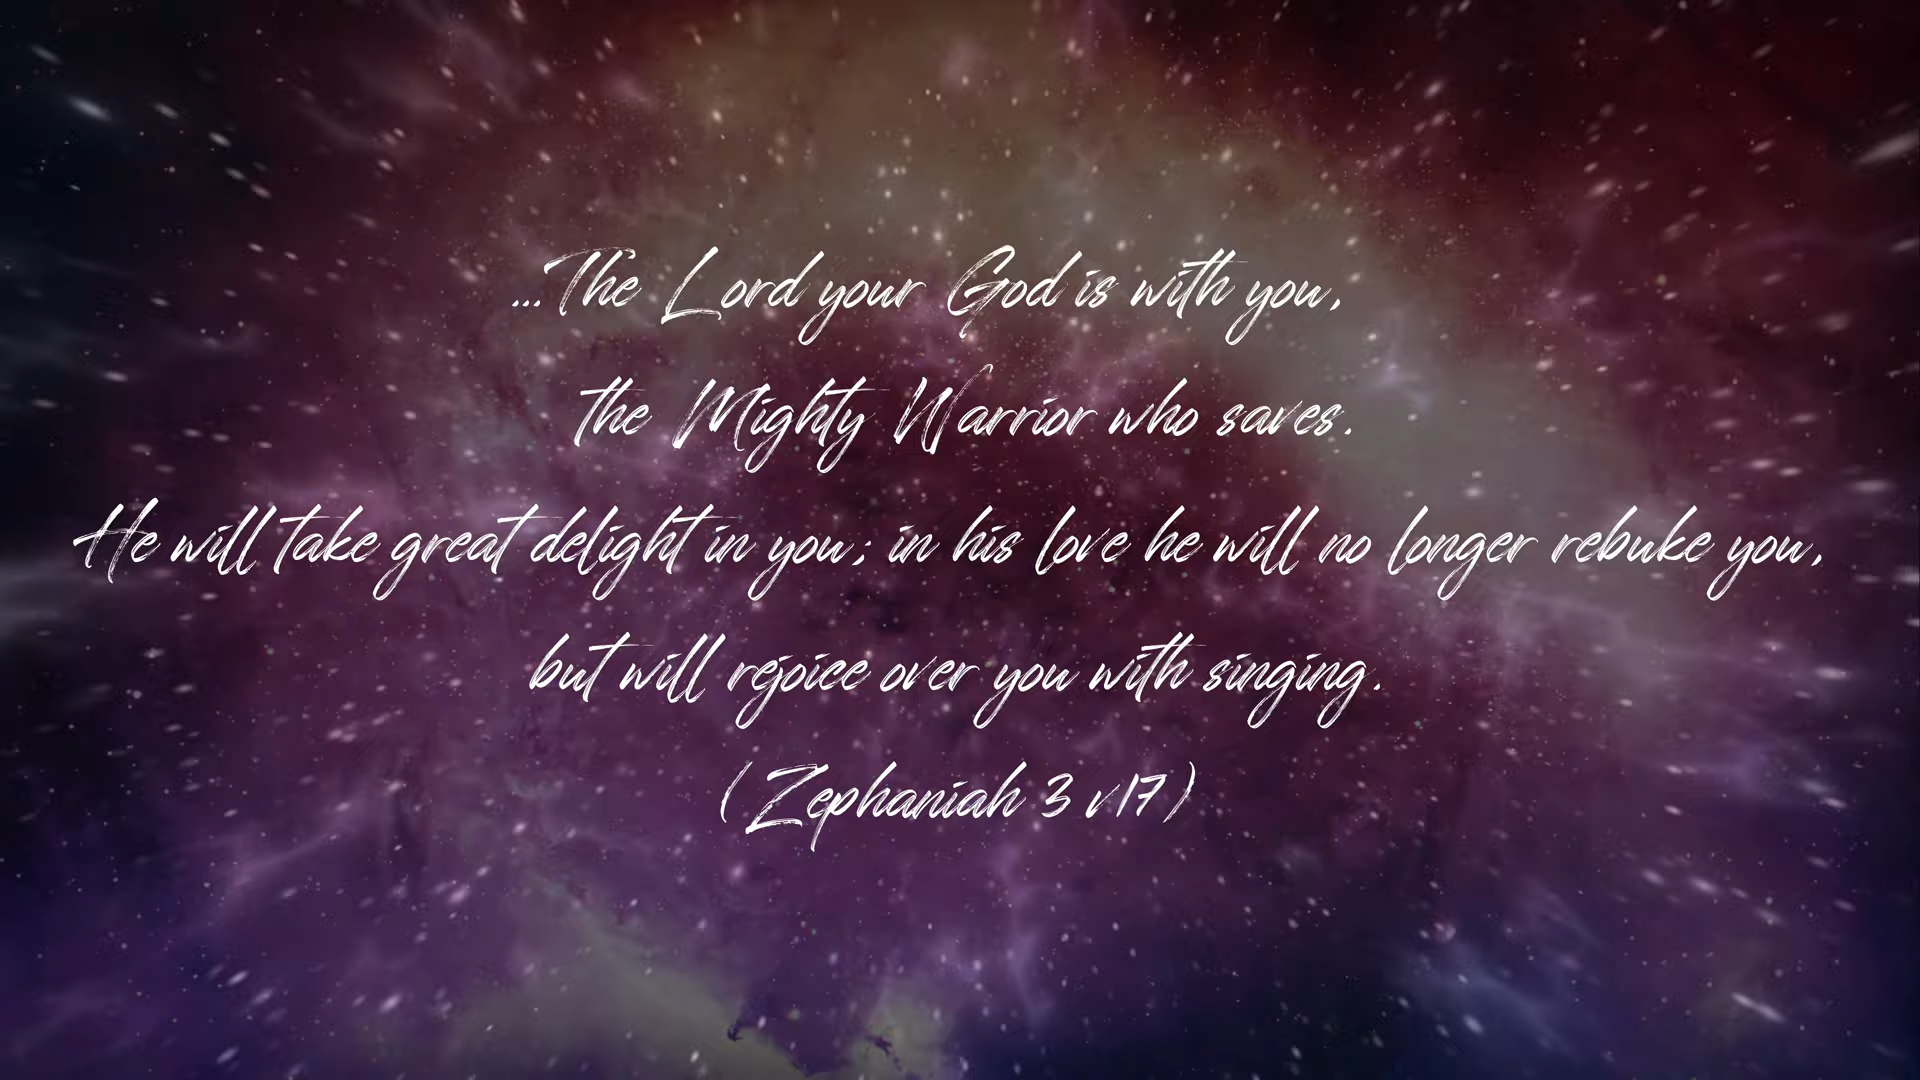 ...The Lord your God is with you,
the Mighty Warrior who saves.
He will take great delight in you; in his love he will no longer rebuke you,
but will rejoice over you with singing.
(Zephaniah 3 v17)